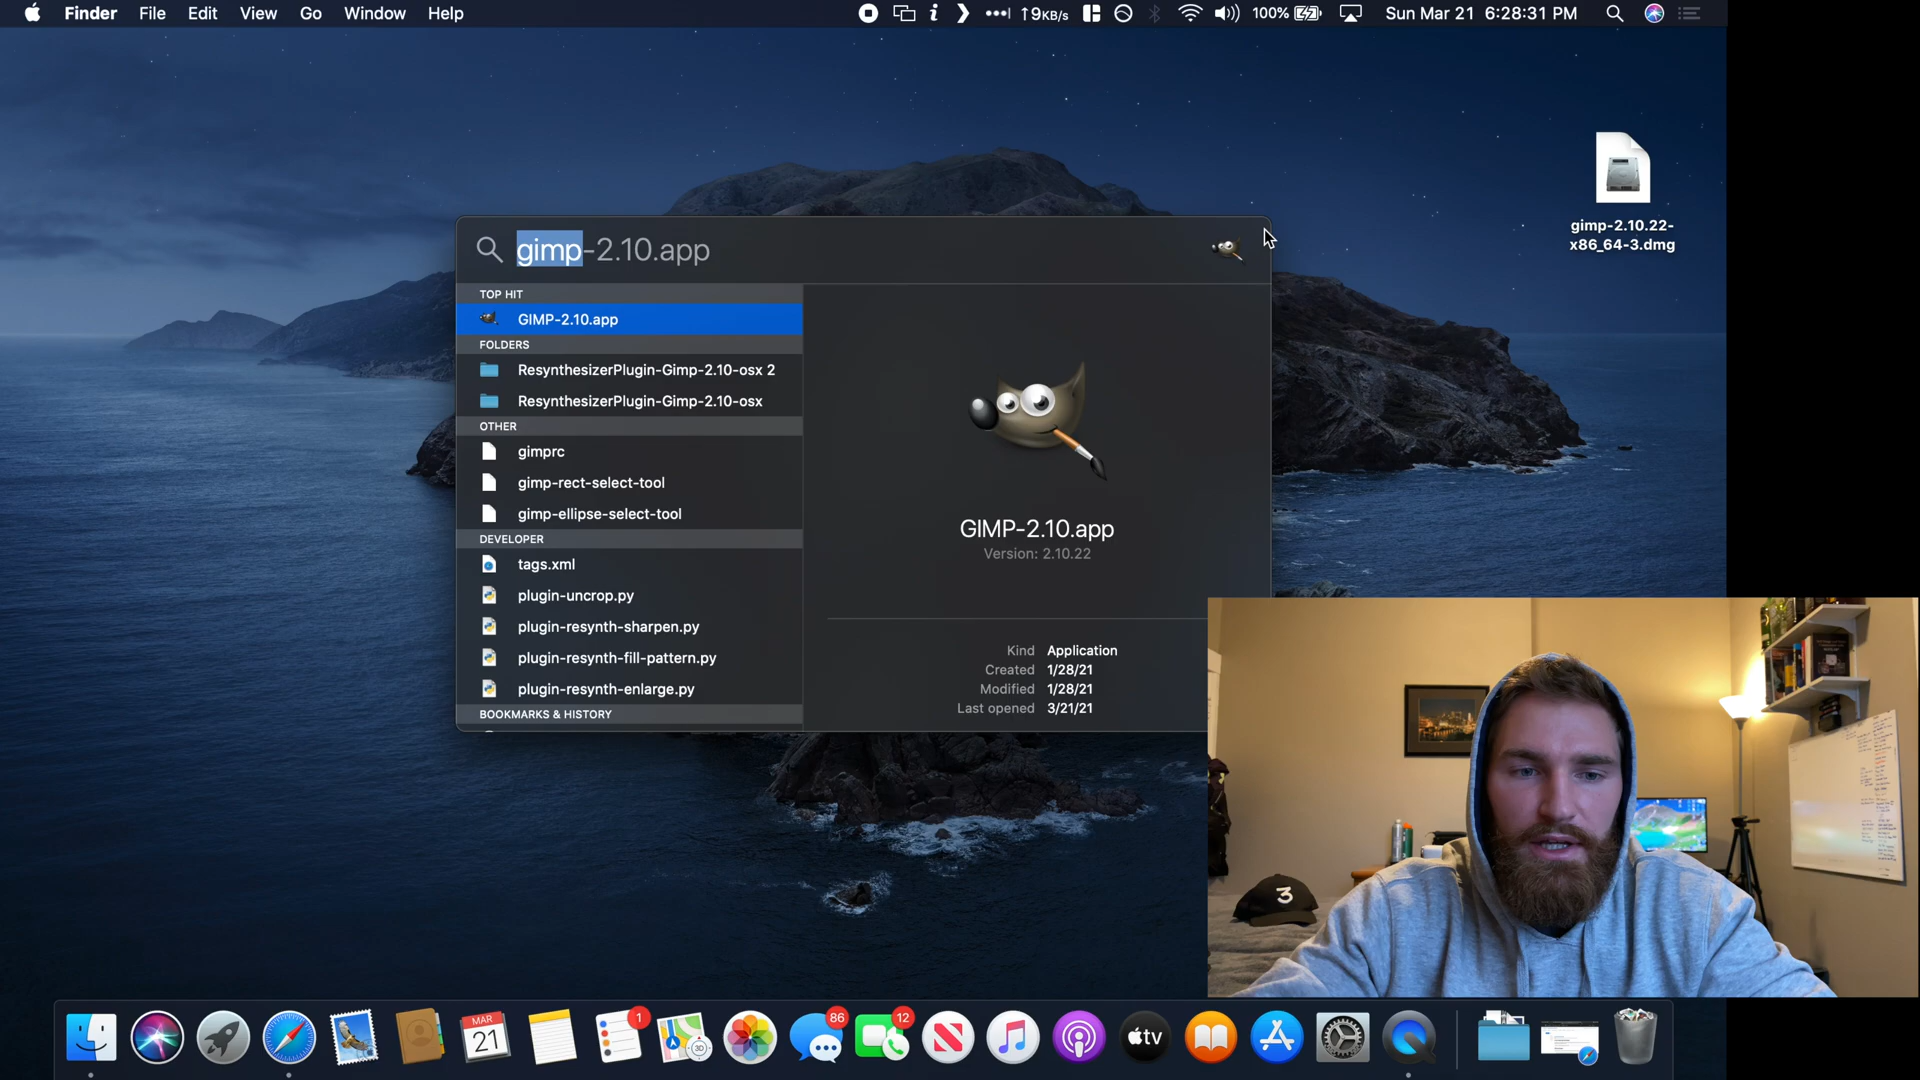 Finder File Edit View Go Window Help
↑9KB/s 100% Sun Mar 21 6:28:31 PM
gimp-2.10.22-
x86_64-3.dmg
gimp-2.10.app
TOP HIT
GIMP-2.10.app
FOLDERS
ResynthesizerPlugin-Gimp-2.10-osx 2
ResynthesizerPlugin-Gimp-2.10-osx
OTHER
gimprc
gimp-rect-select-tool
gimp-ellipse-select-tool
DEVELOPER
tags.xml
plugin-uncrop.py
plugin-resynth-sharpen.py
plugin-resynth-fill-pattern.py
plugin-resynth-enlarge.py
BOOKMARKS & HISTORY
GIMP-2.10.app
Version: 2.10.22
Kind Application
Created 1/28/21
Modified 1/28/21
Last opened 3/21/21
3
MAR
21
1
3D
86
12
tv